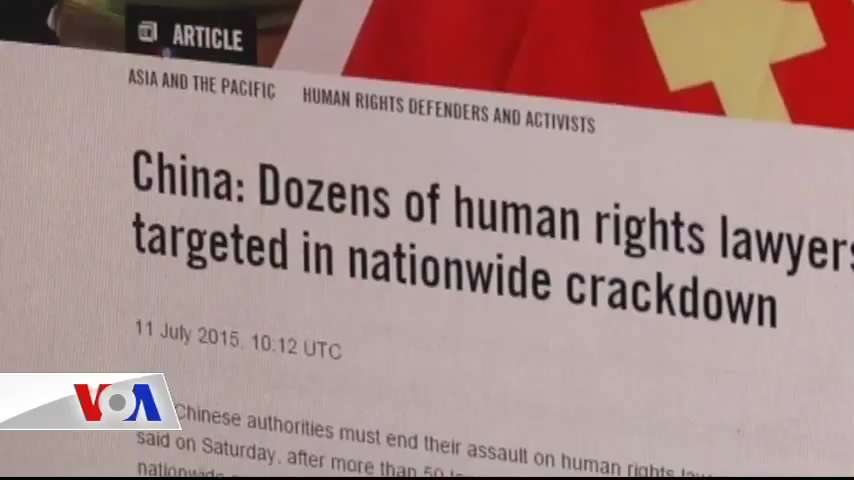 ARTICLE
ASIA AND THE PACIFIC HUMAN RIGHTS DEFENDERS AND ACTIVISTS
China: Dozens of human rights lawyers
targeted in nationwide crackdown
11 July 2015, 10:12 UTC
Chinese authorities must end their assault on human rights
said on Saturday, after more than 50
nationwide
VOA